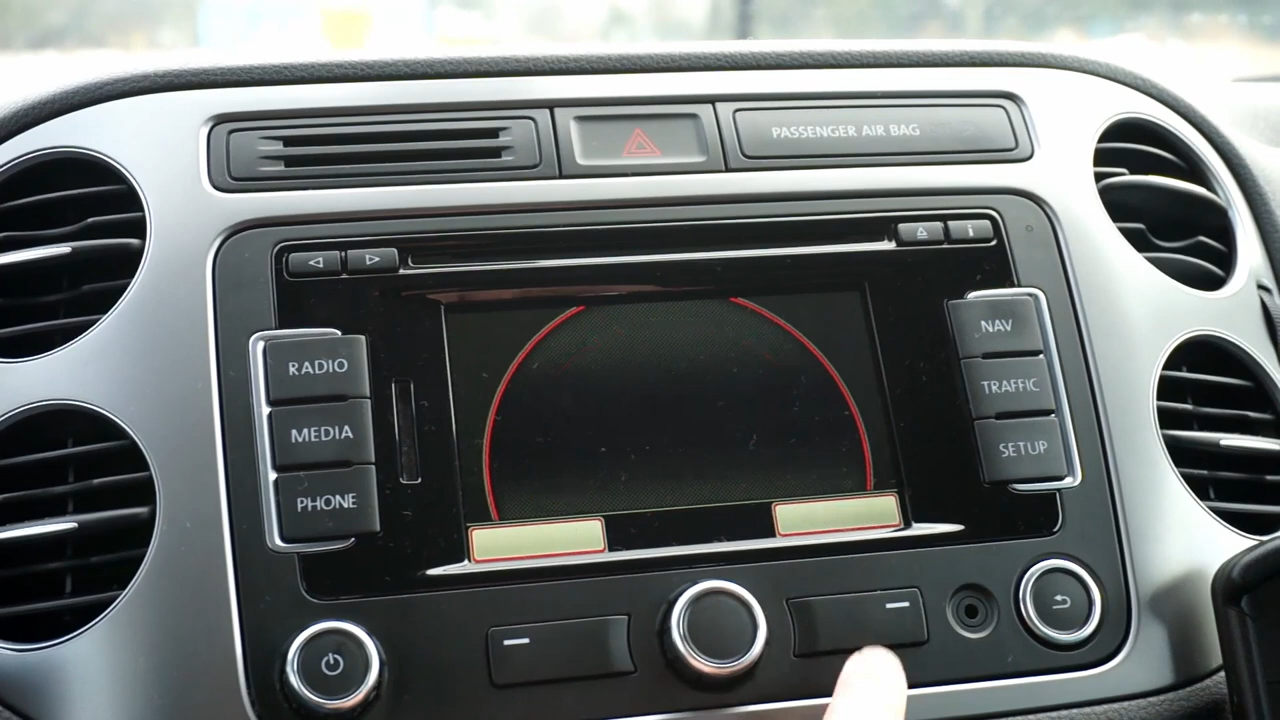 PASSENGER AIR BAG
i
RADIO
MEDIA
PHONE
NAV
TRAFFIC
SETUP